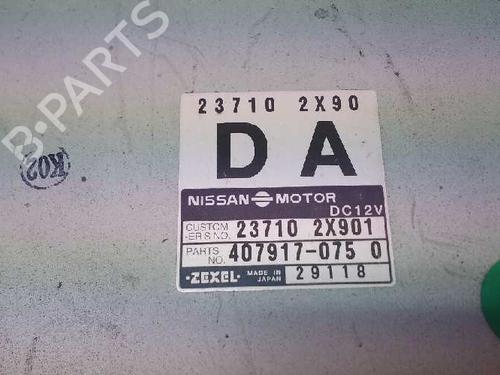 B-PARTS
K02
23710 2X90
D A
NISSAN MOTOR
DC12V
CUSTOM
-ER S NO. 23710 2X901
PARTS
NO. 407917-075 0
·ZEXEL· MADE IN
JAPAN 29118